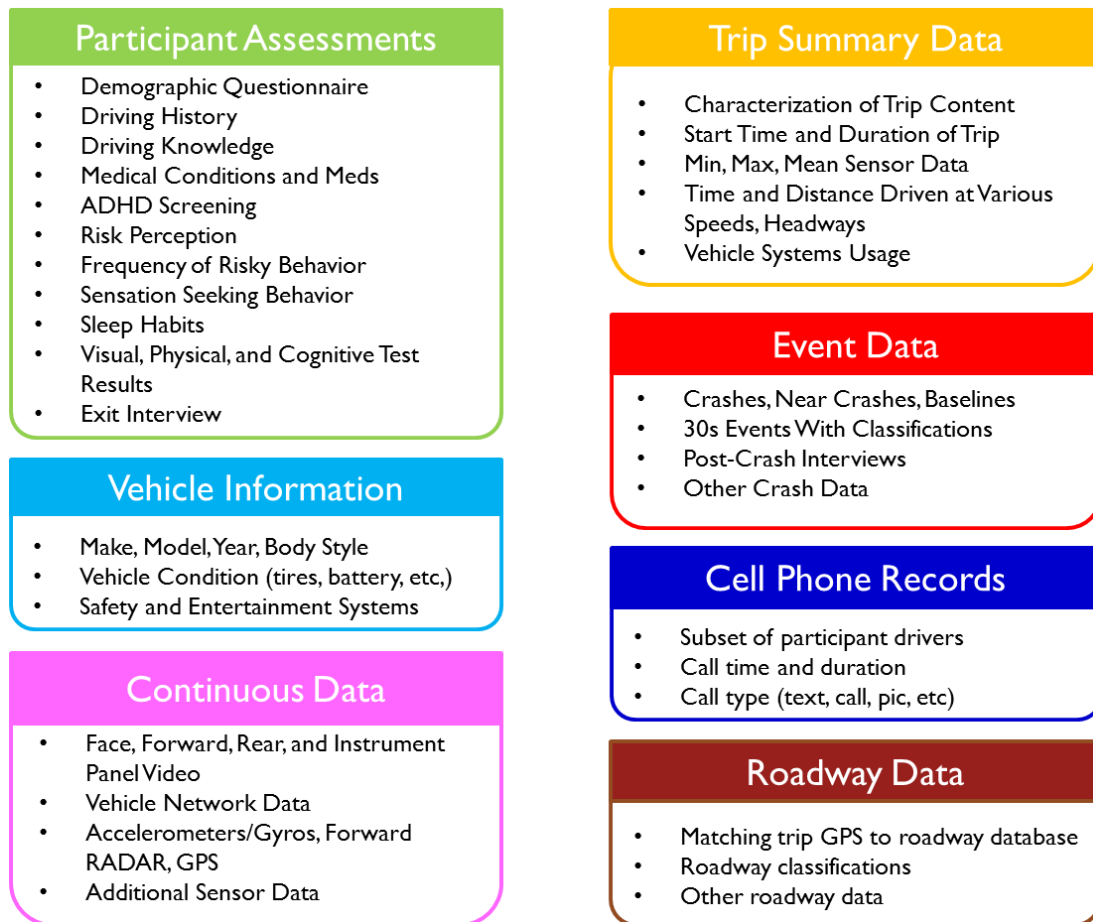 Participant Assessments
• Demographic Questionnaire
• Driving History
• Driving Knowledge
• Medical Conditions and Meds
• ADHD Screening
• Risk Perception
• Frequency of Risky Behavior
• Sensation Seeking Behavior
• Sleep Habits
• Visual, Physical, and Cognitive Test
Results
• Exit Interview
Vehicle Information
• Make, Model, Year, Body Style
• Vehicle Condition (tires, battery, etc,)
• Safety and Entertainment Systems
Continuous Data
• Face, Forward, Rear, and Instrument
Panel Video
• Vehicle Network Data
• Accelerometers/Gyros, Forward
RADAR, GPS
• Additional Sensor Data
Trip Summary Data
• Characterization of Trip Content
• Start Time and Duration of Trip
• Min, Max, Mean Sensor Data
• Time and Distance Driven at Various
Speeds, Headways
• Vehicle Systems Usage
Event Data
• Crashes, Near Crashes, Baselines
• 30s Events With Classifications
• Post-Crash Interviews
• Other Crash Data
Cell Phone Records
• Subset of participant drivers
• Call time and duration
• Call type (text, call, pic, etc)
Roadway Data
• Matching trip GPS to roadway database
• Roadway classifications
• Other roadway data